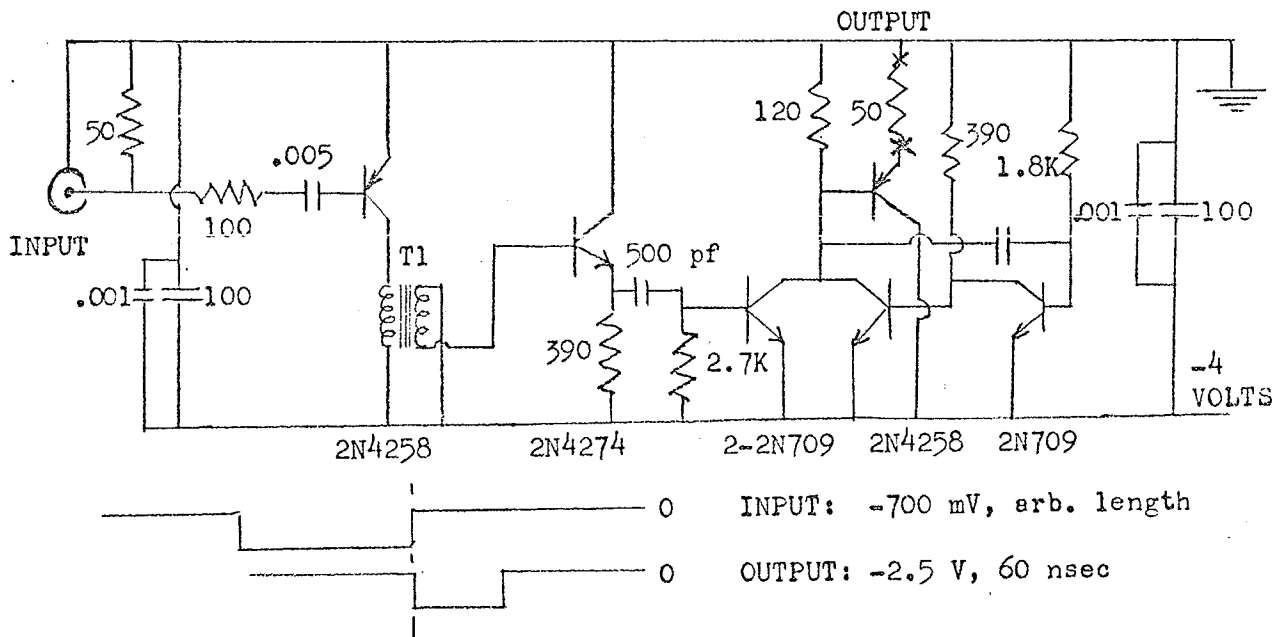 OUTPUT
50
.005
100
INPUT
.001
100
T1
500 pf
390
2.7K
120
50
390
1.8K
.001
100
-4
VOLTS
2N4258
2N4274
2-2N709
2N4258
2N709
0
INPUT: -700 mV, arb. length
0
OUTPUT: -2.5 V, 60 nsec